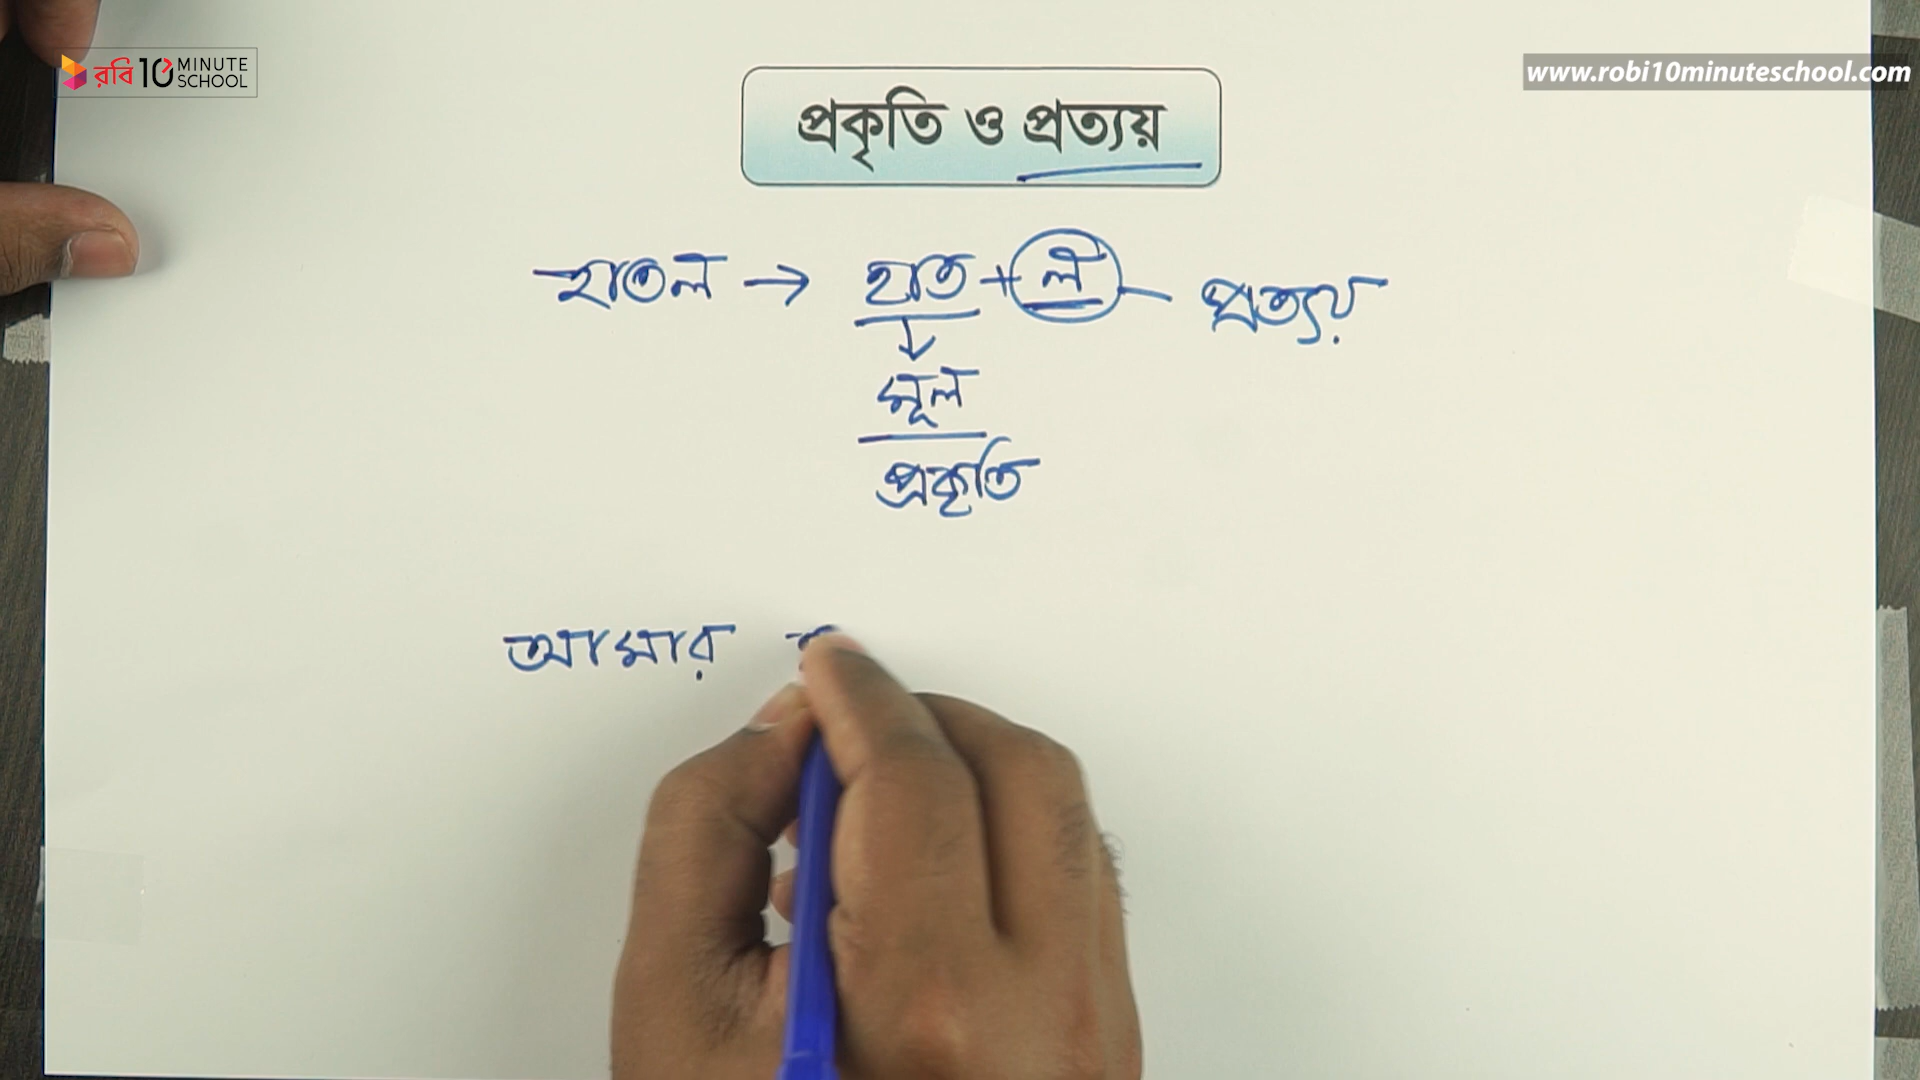 রবি 10 MINUTE SCHOOL
www.robi10minuteschool.com
প্রকৃতি ও প্রত্যয়
হাতল → হাত + ল — প্রত্যয়
মূল
প্রকৃতি
আমার